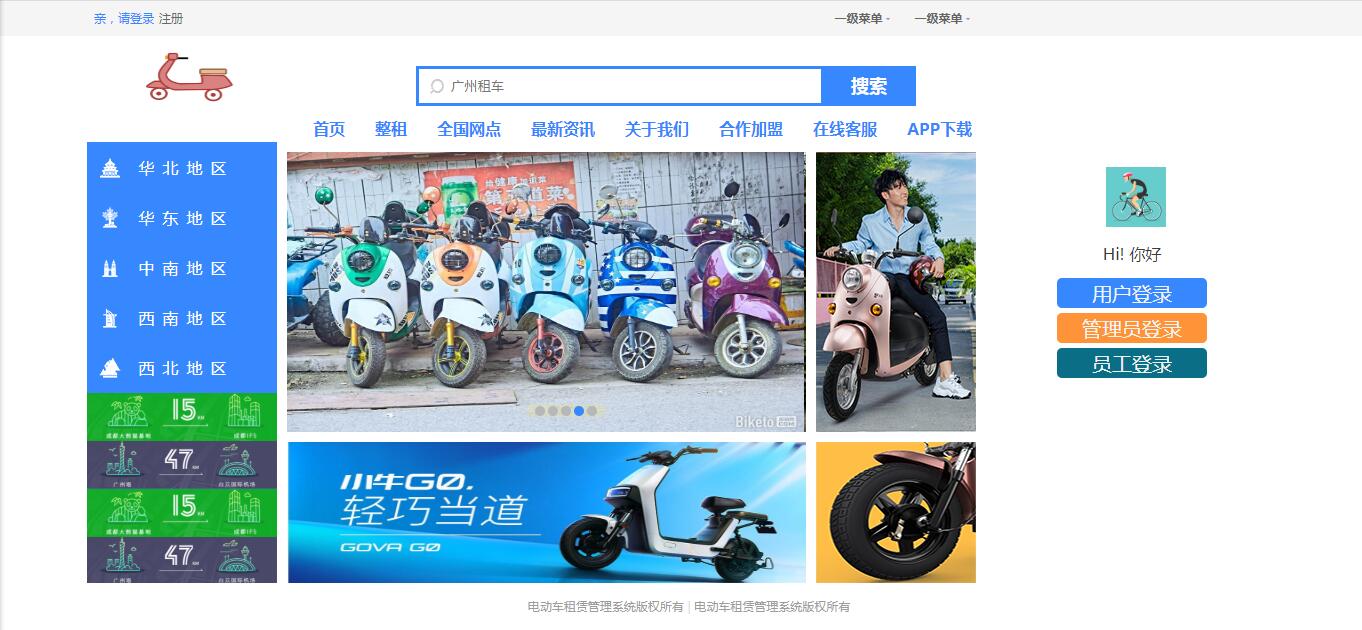 亲，请登录 注册
一级菜单 一级菜单
广州租车
搜索
首页 整租 全国网点 最新资讯 关于我们 合作加盟 在线客服 APP下载
华北地区
华东地区
中南地区
西南地区
西北地区
15 KM
成都大熊猫基地 成都IFS
47 KM
广州塔 白云国际机场
15 KM
成都大熊猫基地 成都IFS
47 KM
广州塔 白云国际机场
第 道菜
Biketo
小牛G0.
轻巧当道
GOVA G0
Hi! 你好
用户登录
管理员登录
员工登录
电动车租赁管理系统版权所有 | 电动车租赁管理系统版权所有